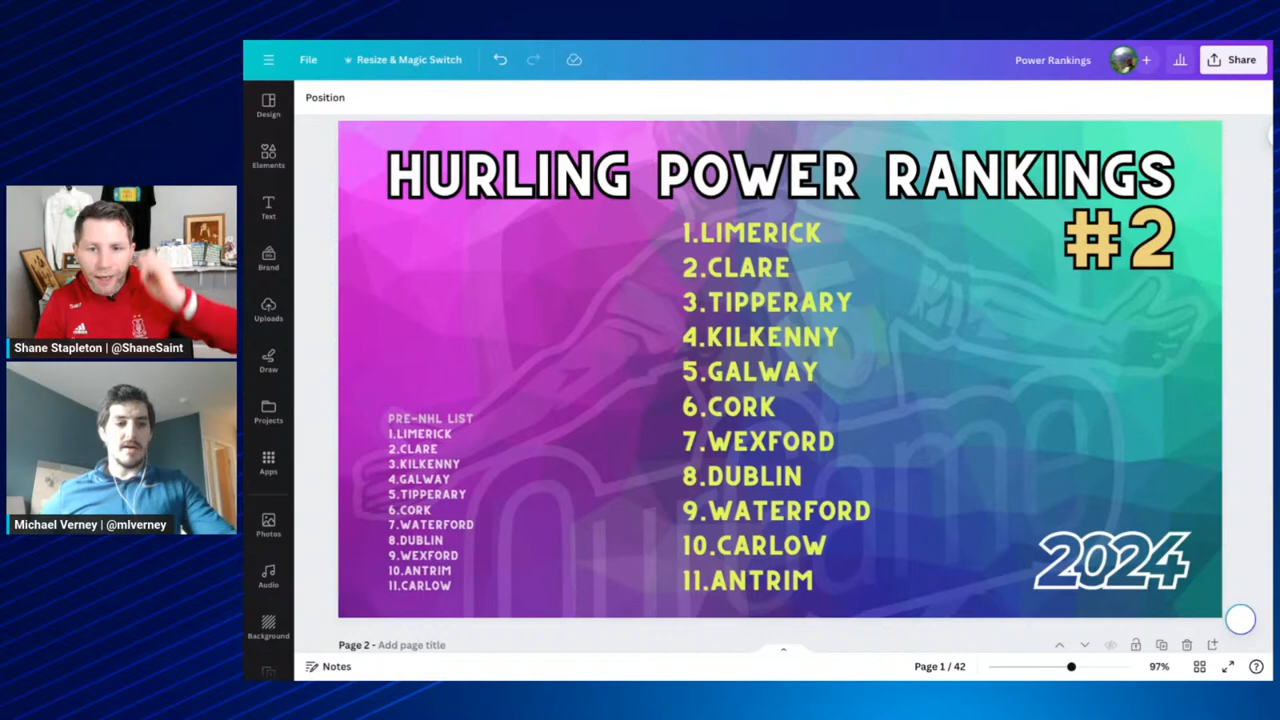 File
Resize & Magic Switch
Power Rankings
Share
Position
Design
Elements
Text
Brand
Uploads
Draw
Projects
Apps
Photos
Audio
Background
HURLING POWER RANKINGS
#2
1.LIMERICK
2.CLARE
3.TIPPERARY
4.KILKENNY
5.GALWAY
6.CORK
7.WEXFORD
8.DUBLIN
9.WATERFORD
10.CARLOW
11.ANTRIM
PRE-NHL LIST
1.LIMERICK
2.CLARE
3.KILKENNY
4.GALWAY
5.TIPPERARY
6.CORK
7.WATERFORD
8.DUBLIN
9.WEXFORD
10.ANTRIM
11.CARLOW
2024
OurGame
Shane Stapleton | @ShaneSaint
Michael Verney | @mlverney
Page 2 - Add page title
Notes
Page 1 / 42
97%